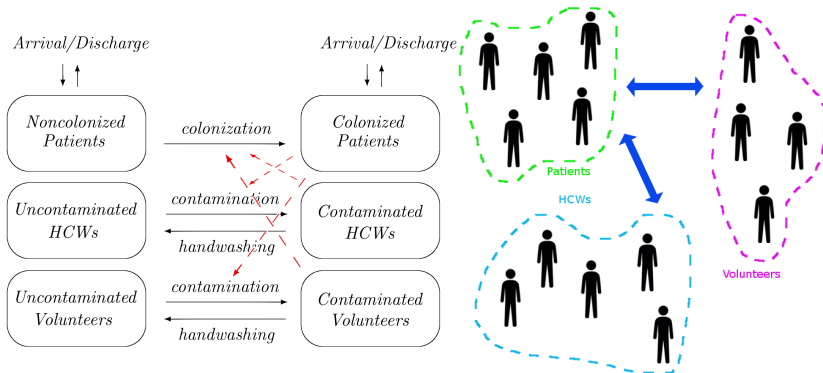 Arrival/Discharge
Arrival/Discharge
Noncolonized
Patients
colonization
Colonized
Patients
Uncontaminated
HCWs
contamination
handwashing
Contaminated
HCWs
Uncontaminated
Volunteers
contamination
handwashing
Contaminated
Volunteers
Patients
HCWs
Volunteers